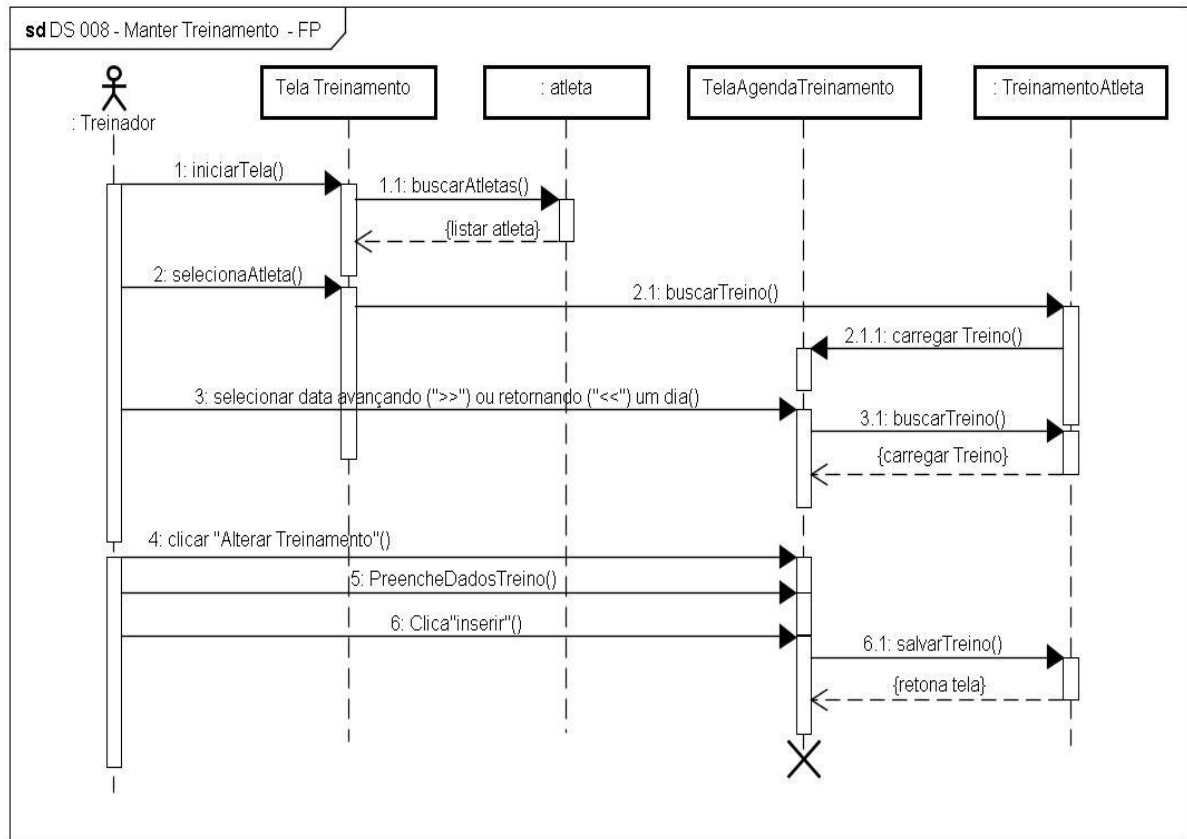 sd DS 008 - Manter Treinamento - FP
: Treinador
Tela Treinamento
: atleta
TelaAgendaTreinamento
: TreinamentoAtleta
1: iniciarTela()
1.1: buscarAtletas()
{listar atleta}
2: selecionaAtleta()
2.1: buscarTreino()
2.1.1: carregar Treino()
3: selecionar data avançando (">>") ou retornando ("<<") um dia()
3.1: buscarTreino()
{carregar Treino}
4: clicar "Alterar Treinamento"()
5: PreencheDadosTreino()
6: Clica"inserir"()
6.1: salvarTreino()
{retona tela}